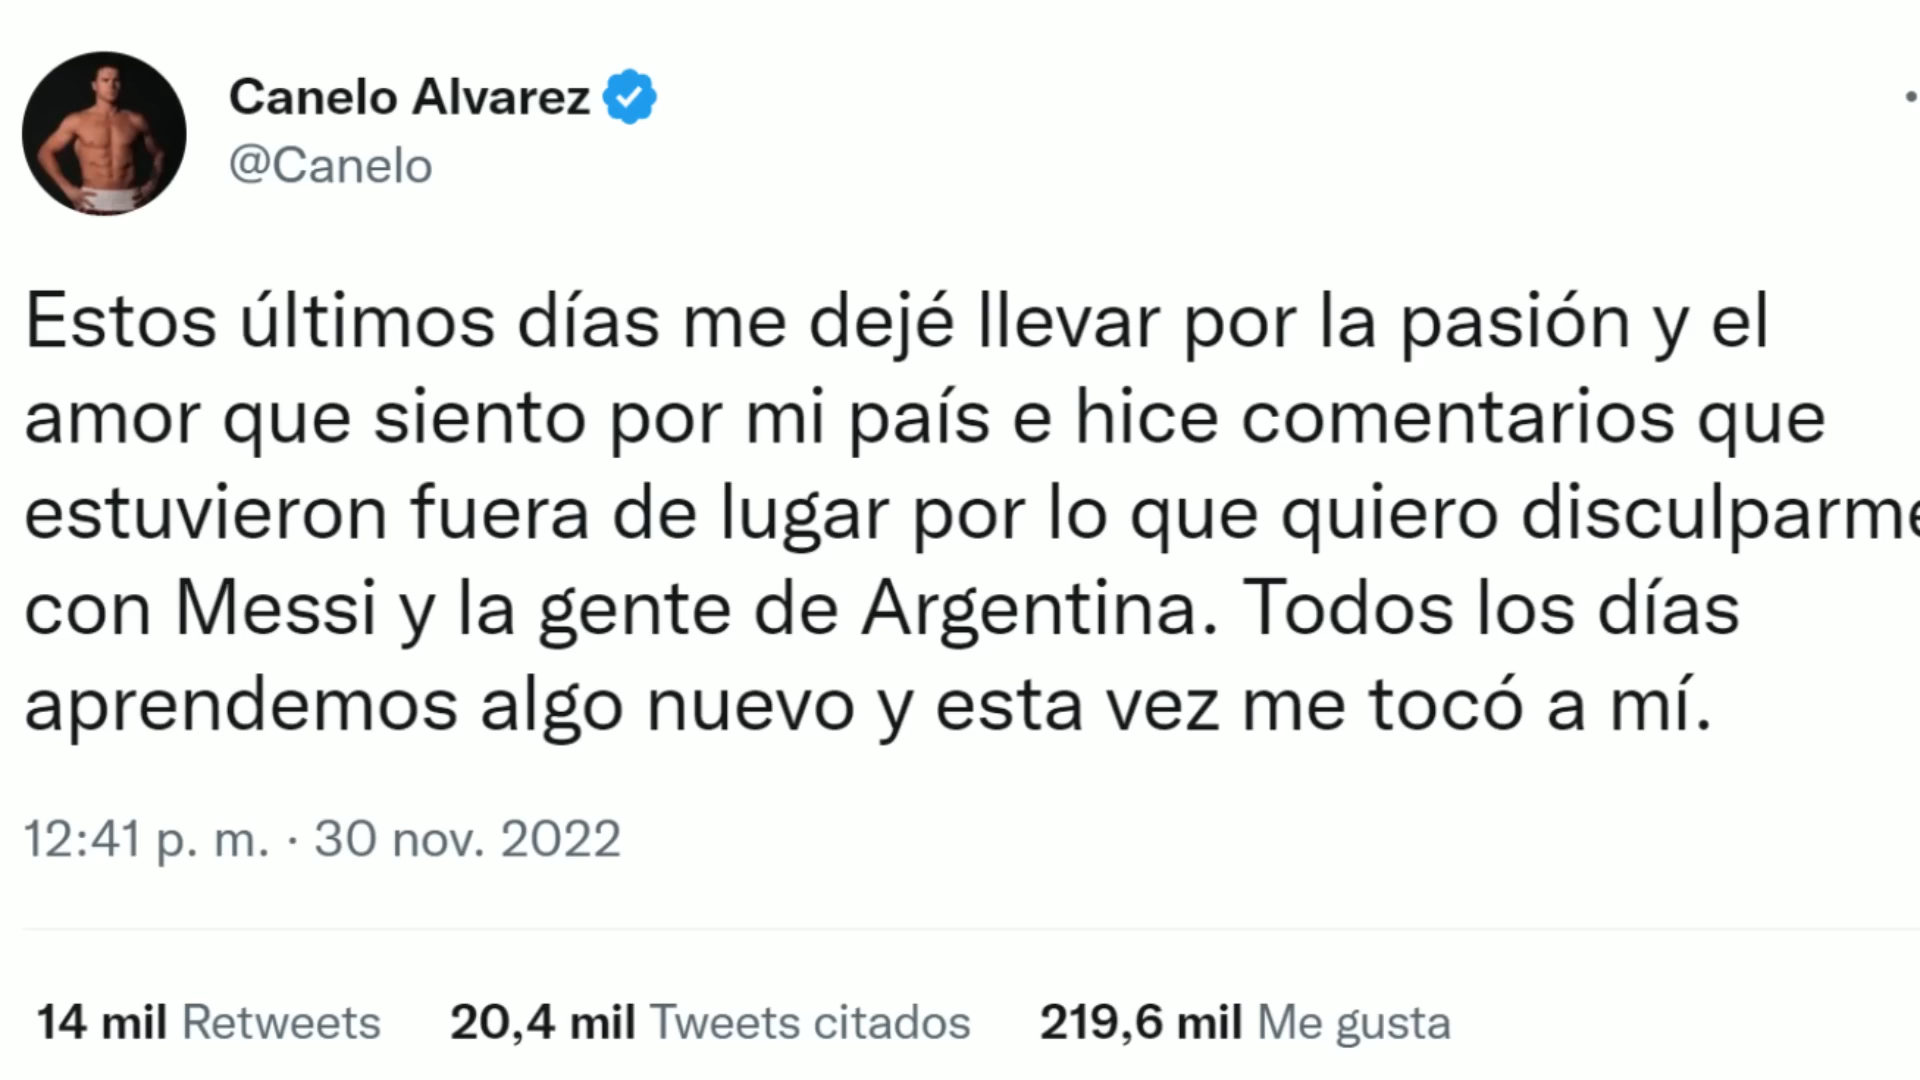 Canelo Alvarez
@Canelo
Estos últimos días me dejé llevar por la pasión y el
amor que siento por mi país e hice comentarios que
estuvieron fuera de lugar por lo que quiero disculparme
con Messi y la gente de Argentina. Todos los días
aprendemos algo nuevo y esta vez me tocó a mí.
12:41 p. m. · 30 nov. 2022
14 mil Retweets 20,4 mil Tweets citados 219,6 mil Me gusta